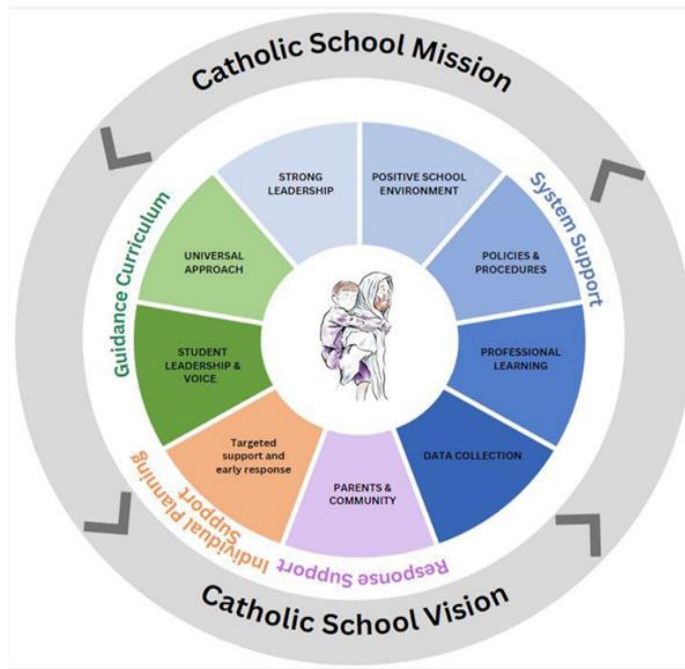 Catholic School Mission
System Support
Guidance Curriculum
STRONG
LEADERSHIP
POSITIVE SCHOOL
ENVIRONMENT
UNIVERSAL
APPROACH
POLICIES &
PROCEDURES
STUDENT
LEADERSHIP &
VOICE
PROFESSIONAL
LEARNING
Targeted
support and
early response
PARENTS &
COMMUNITY
DATA COLLECTION
Individual Planning
Support
Response Support
Catholic School Vision